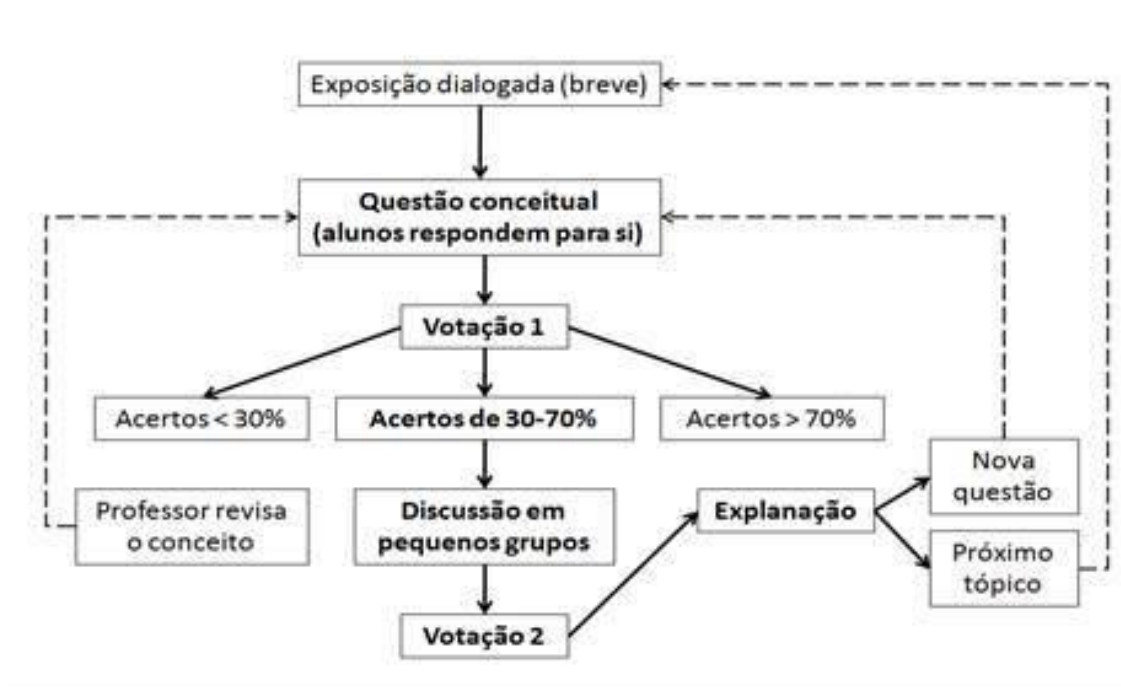 Exposição dialogada (breve)
Questão conceitual
(alunos respondem para si)
Votação 1
Acertos < 30%
Acertos de 30-70%
Acertos > 70%
Professor revisa
o conceito
Discussão em
pequenos grupos
Explanação
Nova
questão
Próximo
tópico
Votação 2